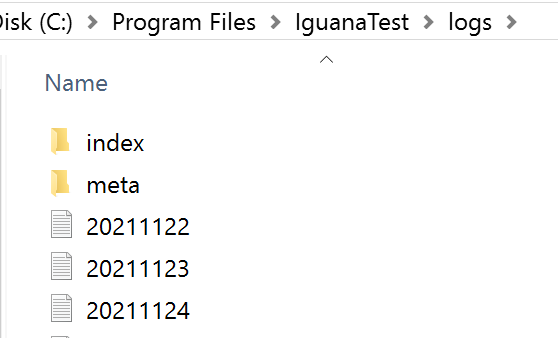 Disk (C:) > Program Files > IguanaTest > logs >
Name
index
meta
20211122
20211123
20211124